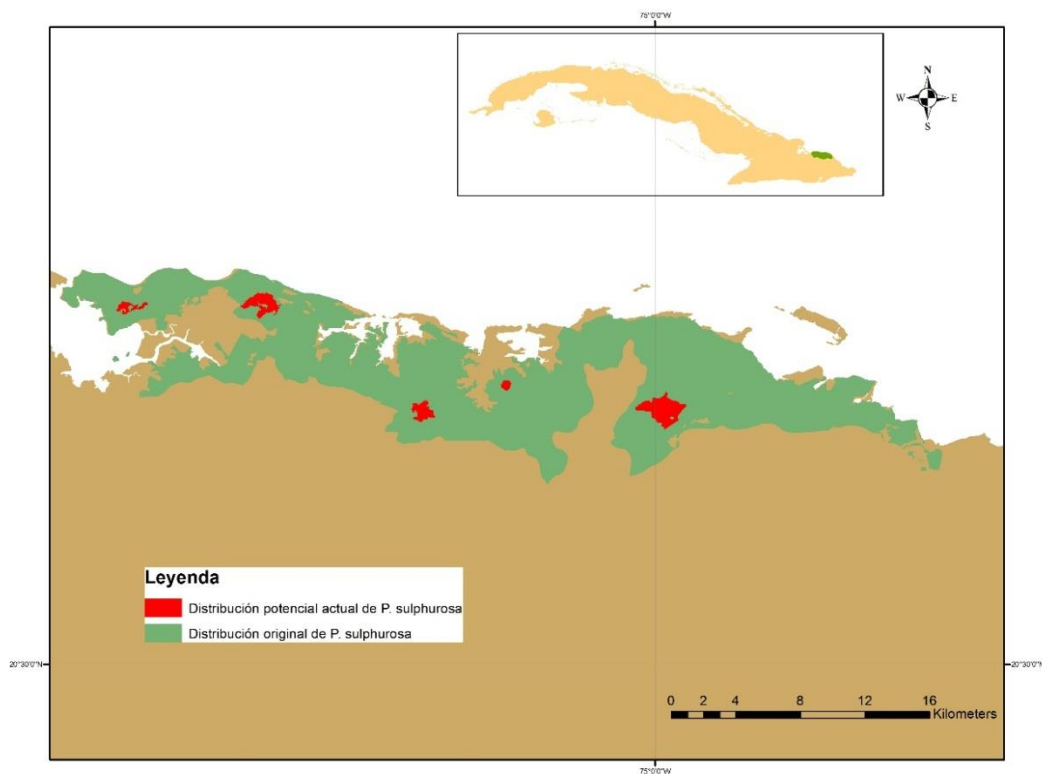 75°0'0"W
N
W E
S
Leyenda
Distribución potencial actual de P. sulphurosa
Distribución original de P. sulphurosa
20°30'0"N 20°30'0"N
0 2 4 8 12 16
Kilometers
75°0'0"W